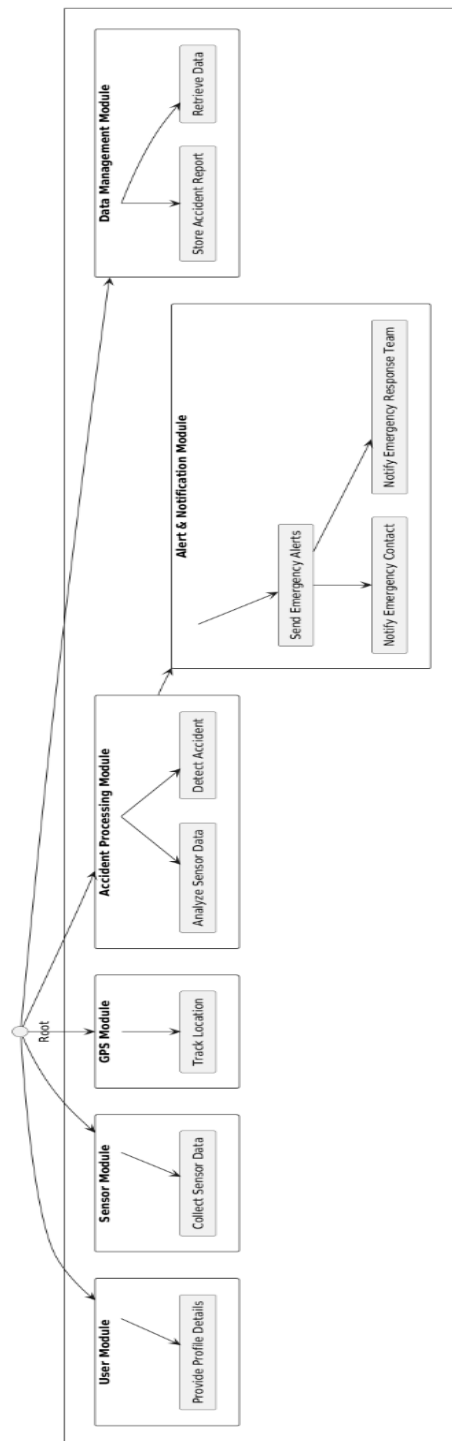 Root
User Module
Provide Profile Details
Sensor Module
Collect Sensor Data
GPS Module
Track Location
Accident Processing Module
Analyze Sensor Data
Detect Accident
Alert & Notification Module
Send Emergency Alerts
Notify Emergency Contact
Notify Emergency Response Team
Data Management Module
Store Accident Report
Retrieve Data